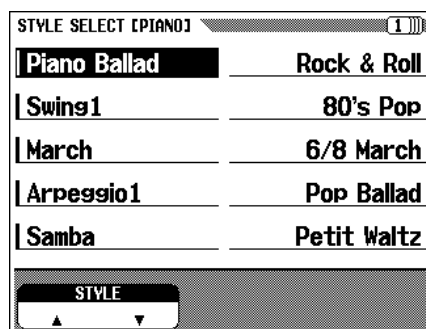 STYLE SELECT [PIANO] 1
Piano Ballad Rock & Roll
Swing1 80's Pop
March 6/8 March
Arpeggio1 Pop Ballad
Samba Petit Waltz
STYLE
▲ ▼